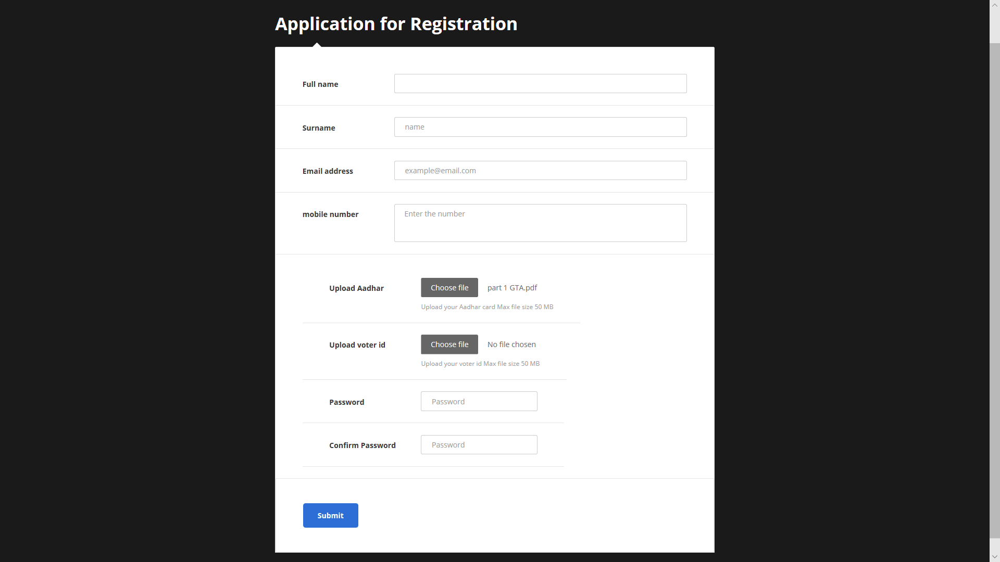 Application for Registration
Full name
Surname
name
Email address
example@email.com
mobile number
Enter the number
Upload Aadhar
Choose file
part 1 GTA.pdf
Upload your Aadhar card Max file size 50 MB
Upload voter id
Choose file
No file chosen
Upload your voter id Max file size 50 MB
Password
Password
Confirm Password
Password
Submit